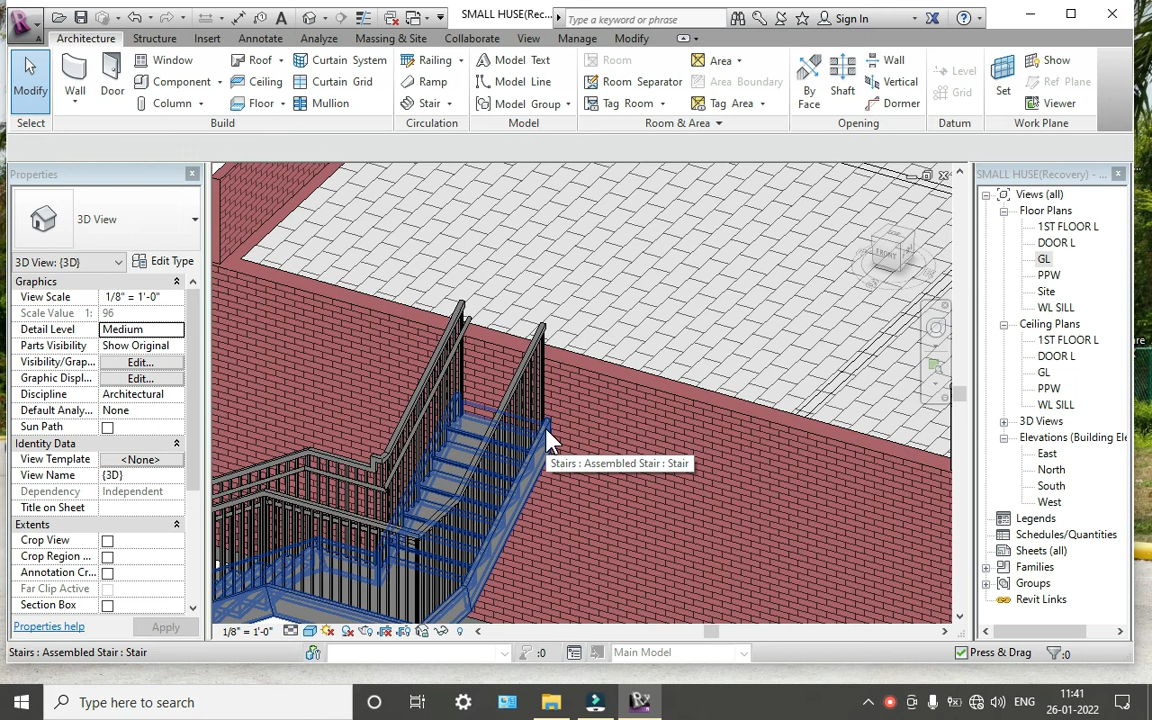 SMALL HUSE(Rec...
Type a keyword or phrase
Sign In
Architecture Structure Insert Annotate Analyze Massing & Site Collaborate View Manage Modify
Modify
Wall
Door
Window
Component
Column
Roof
Ceiling
Floor
Curtain System
Curtain Grid
Mullion
Railing
Ramp
Stair
Model Text
Model Line
Model Group
Room
Room Separator
Tag Room
Area
Area Boundary
Tag Area
By Face
Shaft
Wall
Vertical
Dormer
Level
Grid
Set
Show
Ref Plane
Viewer
Select Build Circulation Model Room & Area Opening Datum Work Plane
Properties
3D View
3D View: {3D} Edit Type
Graphics
View Scale 1/8" = 1'-0"
Scale Value 1: 96
Detail Level Medium
Parts Visibility Show Original
Visibility/Grap... Edit...
Graphic Displ... Edit...
Discipline Architectural
Default Analy... None
Sun Path
Identity Data
View Template <None>
View Name {3D}
Dependency Independent
Title on Sheet
Extents
Crop View
Crop Region ...
Annotation Cr...
Far Clip Active
Section Box
Properties help Apply
FRONT
Stairs : Assembled Stair : Stair
SMALL HUSE(Recovery) - ...
Views (all)
Floor Plans
1ST FLOOR L
DOOR L
GL
PPW
Site
WL SILL
Ceiling Plans
1ST FLOOR L
DOOR L
GL
PPW
WL SILL
3D Views
Elevations (Building Ele
East
North
South
West
Legends
Schedules/Quantities
Sheets (all)
Families
Groups
Revit Links
1/8" = 1'-0"
Stairs : Assembled Stair : Stair :0 Main Model Press & Drag :0
Type here to search ENG 11:41
26-01-2022